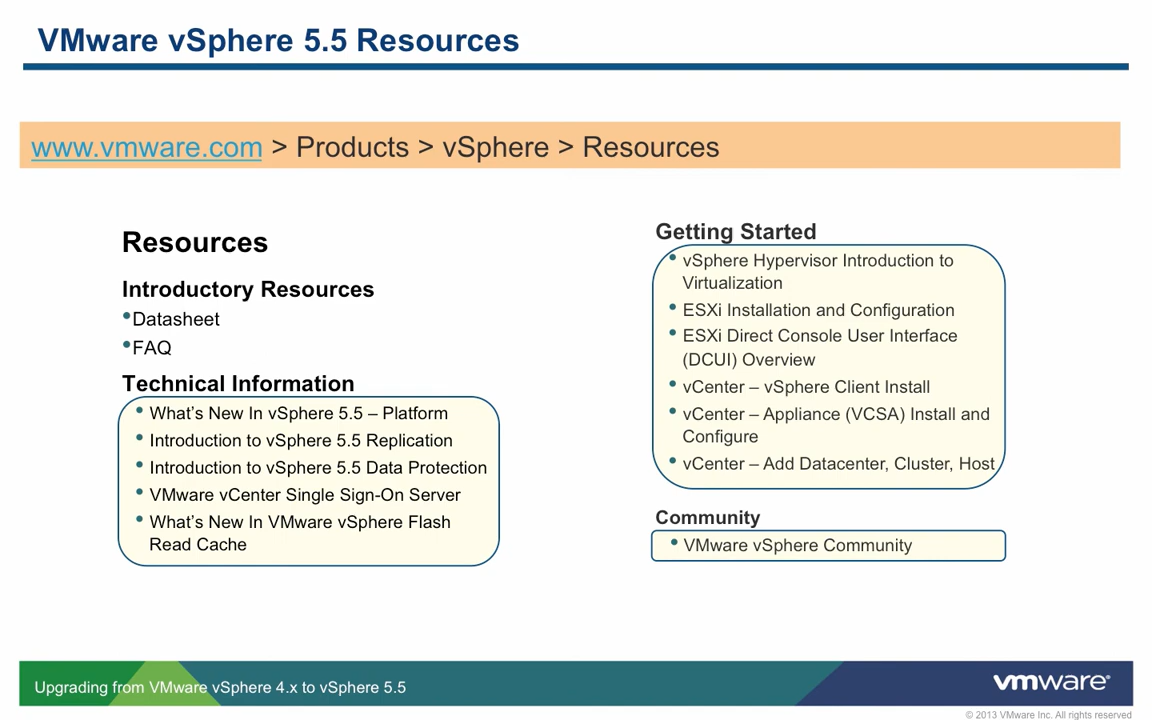 VMware vSphere 5.5 Resources
www.vmware.com > Products > vSphere > Resources
Resources
Introductory Resources
•Datasheet
•FAQ
Technical Information
• What’s New In vSphere 5.5 – Platform
• Introduction to vSphere 5.5 Replication
• Introduction to vSphere 5.5 Data Protection
• VMware vCenter Single Sign-On Server
• What’s New In VMware vSphere Flash
Read Cache
Getting Started
• vSphere Hypervisor Introduction to
Virtualization
• ESXi Installation and Configuration
• ESXi Direct Console User Interface
(DCUI) Overview
• vCenter – vSphere Client Install
• vCenter – Appliance (VCSA) Install and
Configure
• vCenter – Add Datacenter, Cluster, Host
Community
• VMware vSphere Community
Upgrading from VMware vSphere 4.x to vSphere 5.5
vmware®
© 2013 VMware Inc. All rights reserved